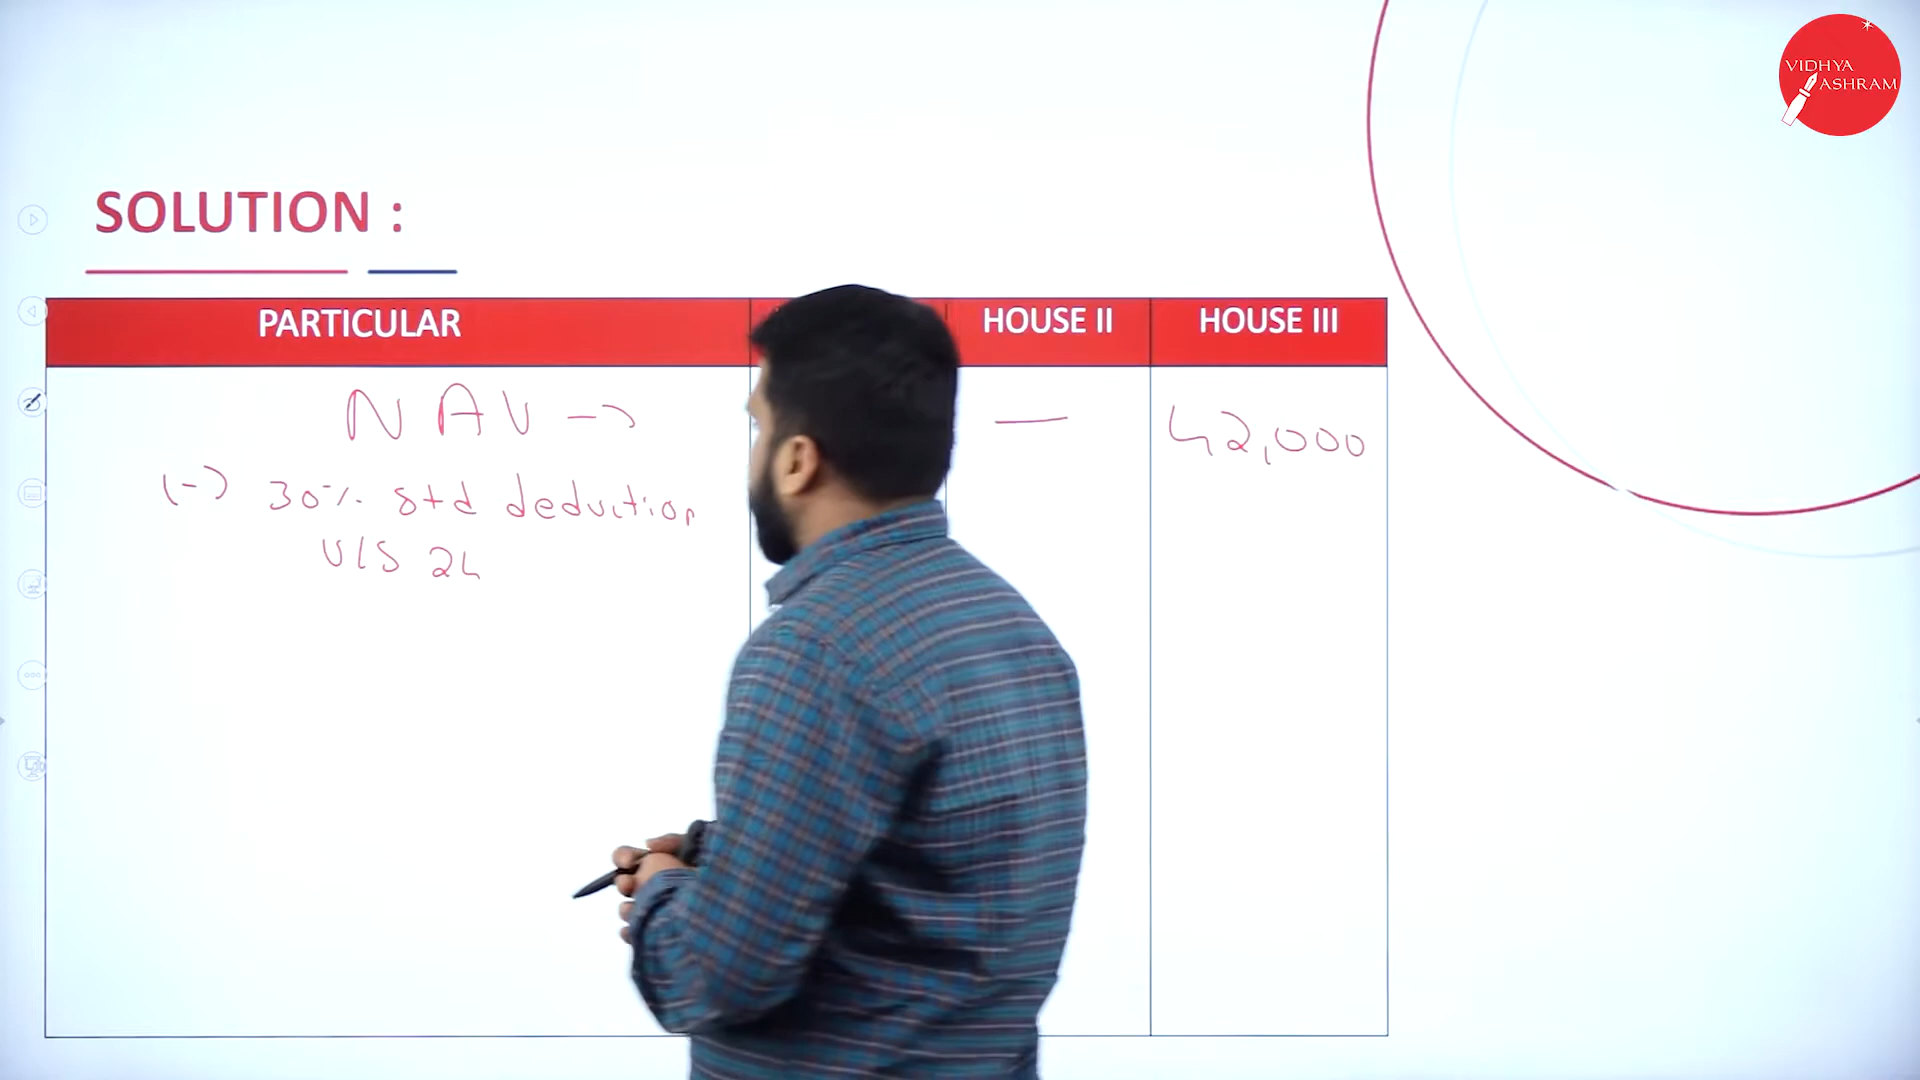 VIDHYA
ASHRAM
SOLUTION :
PARTICULAR
HOUSE II
HOUSE III
NAV → — 42,000
(-) 30% std deduction
U/S 24